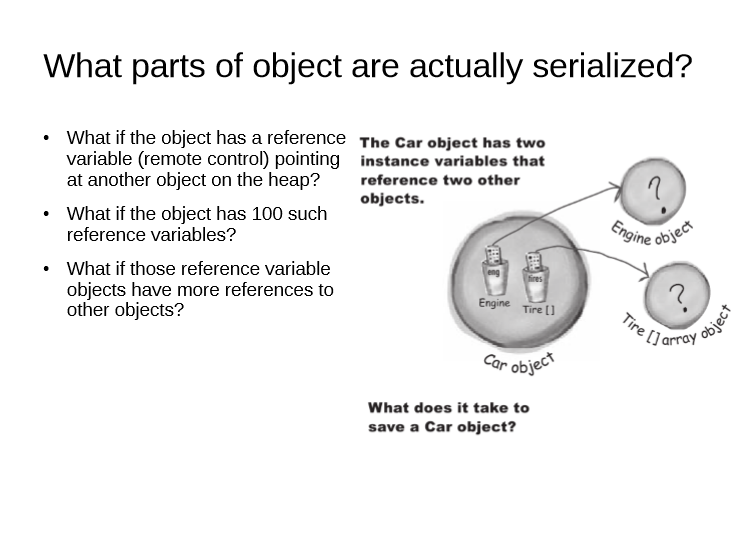 What parts of object are actually serialized?
• What if the object has a reference
variable (remote control) pointing
at another object on the heap?
• What if the object has 100 such
reference variables?
• What if those reference variable
objects have more references to
other objects?
The Car object has two
instance variables that
reference two other
objects.
?
Engine object
eng
tires
Engine
Tire []
?
Tire [] array object
Car object
What does it take to
save a Car object?